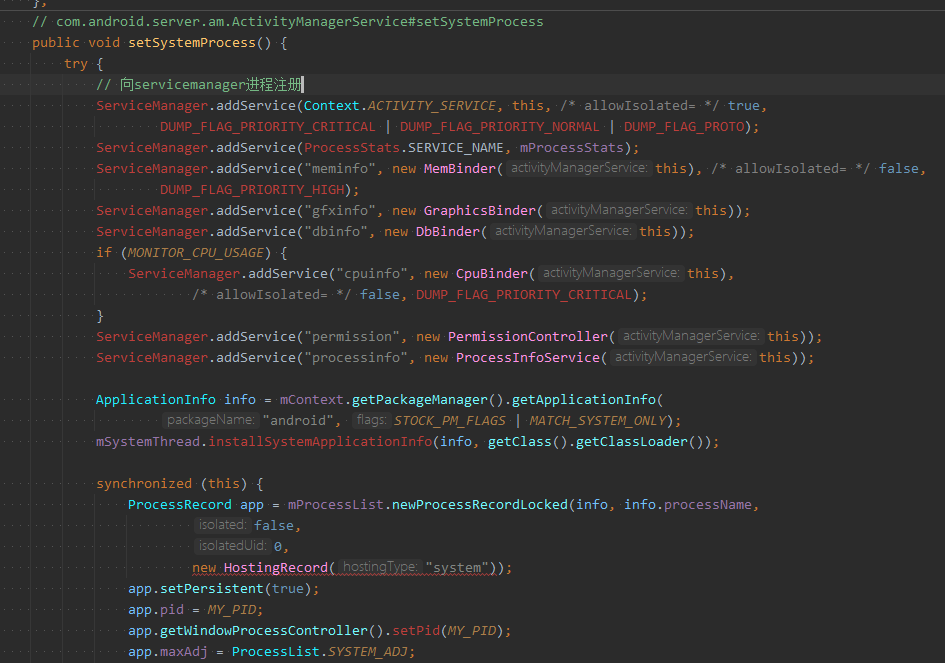 },
// com.android.server.am.ActivityManagerService#setSystemProcess
public void setSystemProcess() {
try {
// 向servicemanager进程注册
ServiceManager.addService(Context.ACTIVITY_SERVICE, this, /* allowIsolated= */ true,
DUMP_FLAG_PRIORITY_CRITICAL | DUMP_FLAG_PRIORITY_NORMAL | DUMP_FLAG_PROTO);
ServiceManager.addService(ProcessStats.SERVICE_NAME, mProcessStats);
ServiceManager.addService("meminfo", new MemBinder( activityManagerService: this), /* allowIsolated= */ false,
DUMP_FLAG_PRIORITY_HIGH);
ServiceManager.addService("gfxinfo", new GraphicsBinder( activityManagerService: this));
ServiceManager.addService("dbinfo", new DbBinder( activityManagerService: this));
if (MONITOR_CPU_USAGE) {
ServiceManager.addService("cpuinfo", new CpuBinder( activityManagerService: this),
/* allowIsolated= */ false, DUMP_FLAG_PRIORITY_CRITICAL);
}
ServiceManager.addService("permission", new PermissionController( activityManagerService: this));
ServiceManager.addService("processinfo", new ProcessInfoService( activityManagerService: this));
ApplicationInfo info = mContext.getPackageManager().getApplicationInfo(
packageName: "android", flags: STOCK_PM_FLAGS | MATCH_SYSTEM_ONLY);
mSystemThread.installSystemApplicationInfo(info, getClass().getClassLoader());
synchronized (this) {
ProcessRecord app = mProcessList.newProcessRecordLocked(info, info.processName,
isolated: false,
isolatedUid: 0,
new HostingRecord( hostingType: "system"));
app.setPersistent(true);
app.pid = MY_PID;
app.getWindowProcessController().setPid(MY_PID);
app.maxAdj = ProcessList.SYSTEM_ADJ;